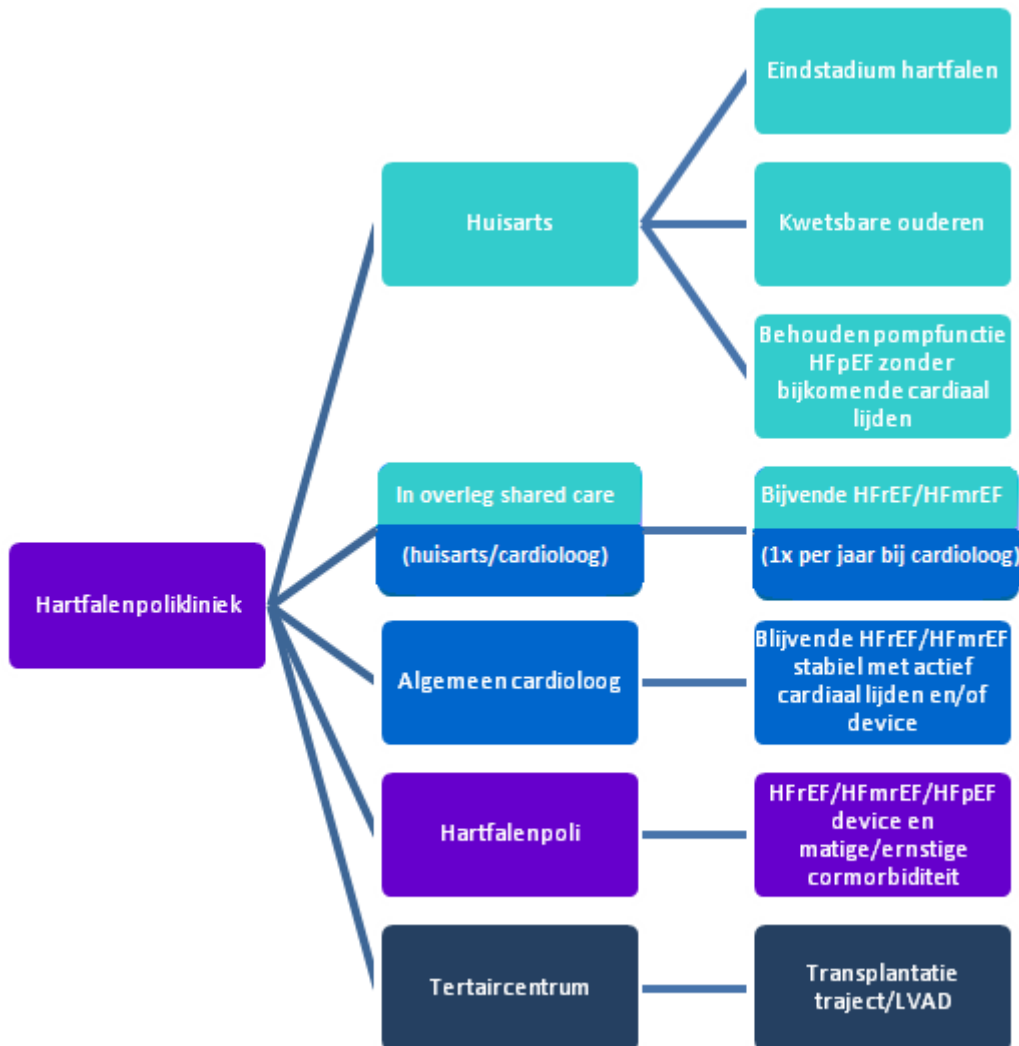 Eindstadium hartfalen
Huisarts
Kwetsbare ouderen
Behouden pompfunctie
HFpEF zonder
bijkomende cardiaal
lijden
In overleg shared care
(huisarts/cardioloog)
Bijvende HFrEF/HFmrEF
(1x per jaar bij cardioloog)
Hartfalenpolikliniek
Algemeen cardioloog
Blijvende HFrEF/HFmrEF
stabiel met actief
cardiaal lijden en/of
device
Hartfalenpoli
HFrEF/HFmrEF/HFpEF
device en
matige/ernstige
cormorbiditeit
Tertaircentrum
Transplantatie
traject/LVAD